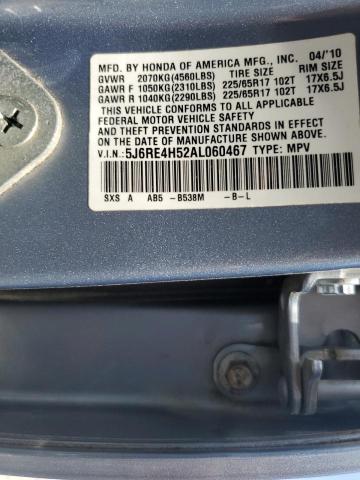 MFD. BY HONDA OF AMERICA MFG., INC. 04/'10
GVWR 2070KG(4560LBS) TIRE SIZE RIM SIZE
GAWR F 1050KG(2310LBS) 225/65R17 102T 17X6.5J
GAWR R 1040KG(2290LBS) 225/65R17 102T 17X6.5J
THIS VEHICLE CONFORMS TO ALL APPLICABLE
FEDERAL MOTOR VEHICLE SAFETY STANDARDS IN
EFFECT ON THE DATE OF MANUFACTURE SHOWN ABOVE.
V.I.N.: 5J6RE4H52AL060467 TYPE: MPV
SXS A AB5 -B538M -B-L